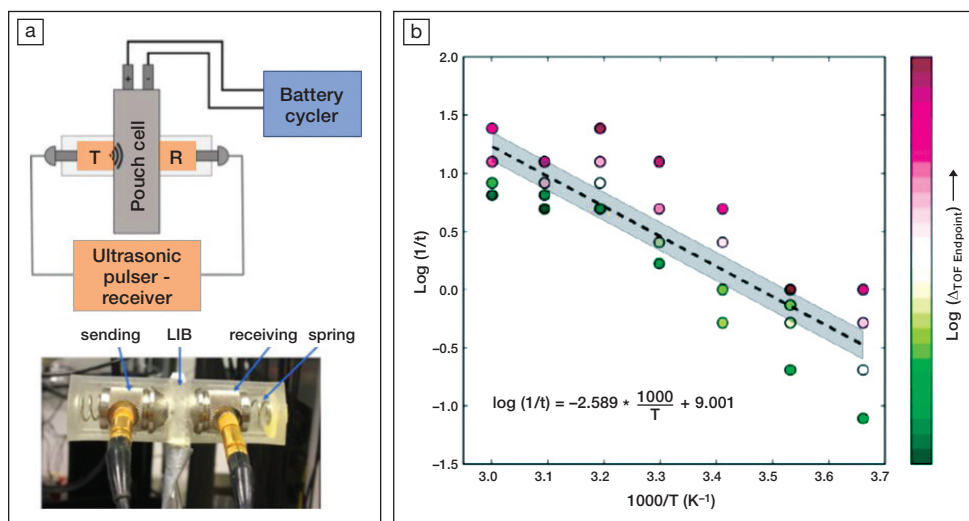 a
Battery
cycler
+ -
Pouch cell
T
R
Ultrasonic
pulser -
receiver
sending LIB receiving spring
b
Log (1/t)
2.0
1.5
1.0
0.5
0.0
−0.5
−1.0
−1.5
log (1/t) = −2.589 * 1000/T + 9.001
3.0 3.1 3.2 3.3 3.4 3.5 3.6 3.7
1000/T (K⁻¹)
Log (Δ_TOF Endpoint) ⟶